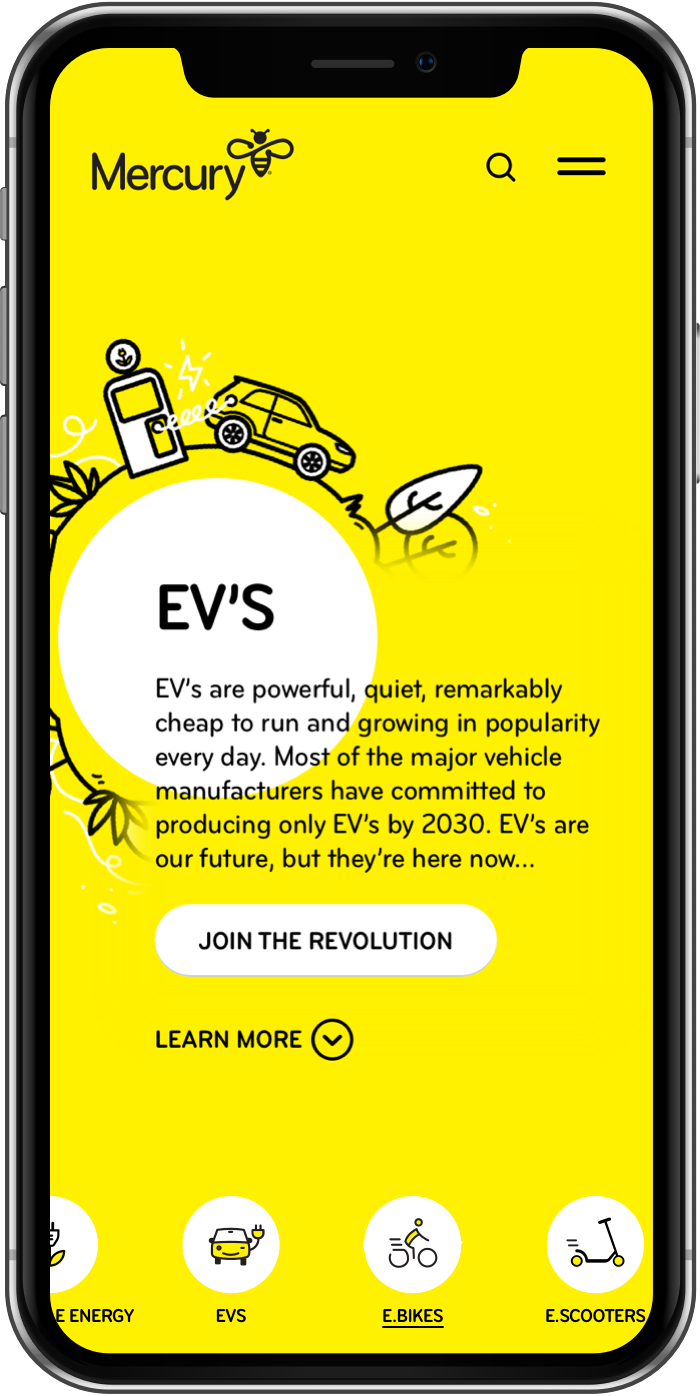 Mercury
EV'S
EV's are powerful, quiet, remarkably
cheap to run and growing in popularity
every day. Most of the major vehicle
manufacturers have committed to
producing only EV's by 2030. EV's are
our future, but they're here now...
JOIN THE REVOLUTION
LEARN MORE
E ENERGY
EVS
E.BIKES
E.SCOOTERS